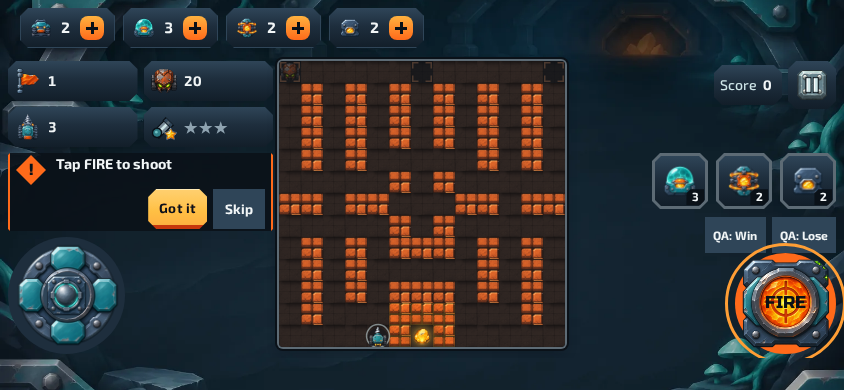 2
3
2
2
1
20
Score 0
3
! Tap FIRE to shoot
Got it
Skip
3
2
2
QA: Win
QA: Lose
FIRE